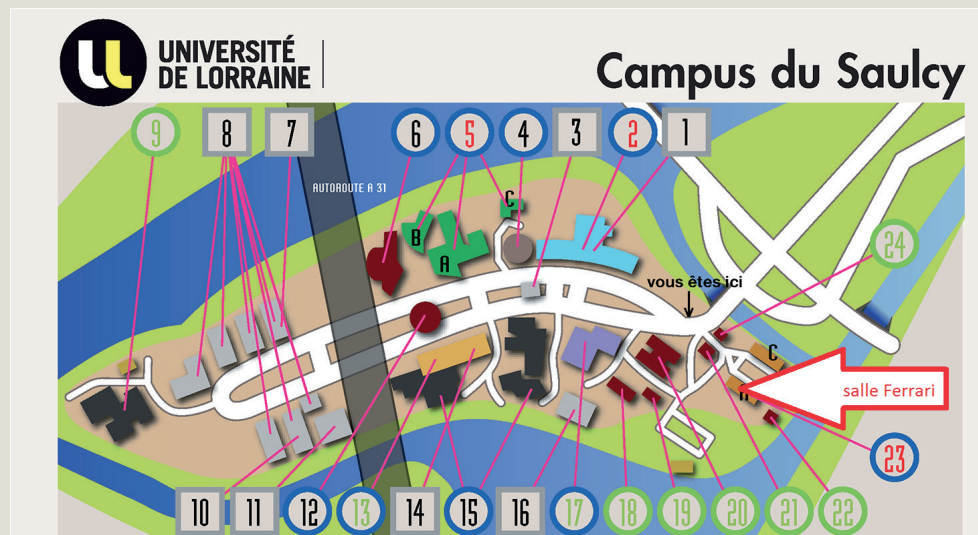 UNIVERSITÉ
DE LORRAINE
Campus du Saulcy
9
8
7
6
5
4
3
2
1
AUTOROUTE A 31
C
B
A
24
vous êtes ici
C
salle Ferrari
23
10
11
12
13
14
15
16
17
18
19
20
21
22